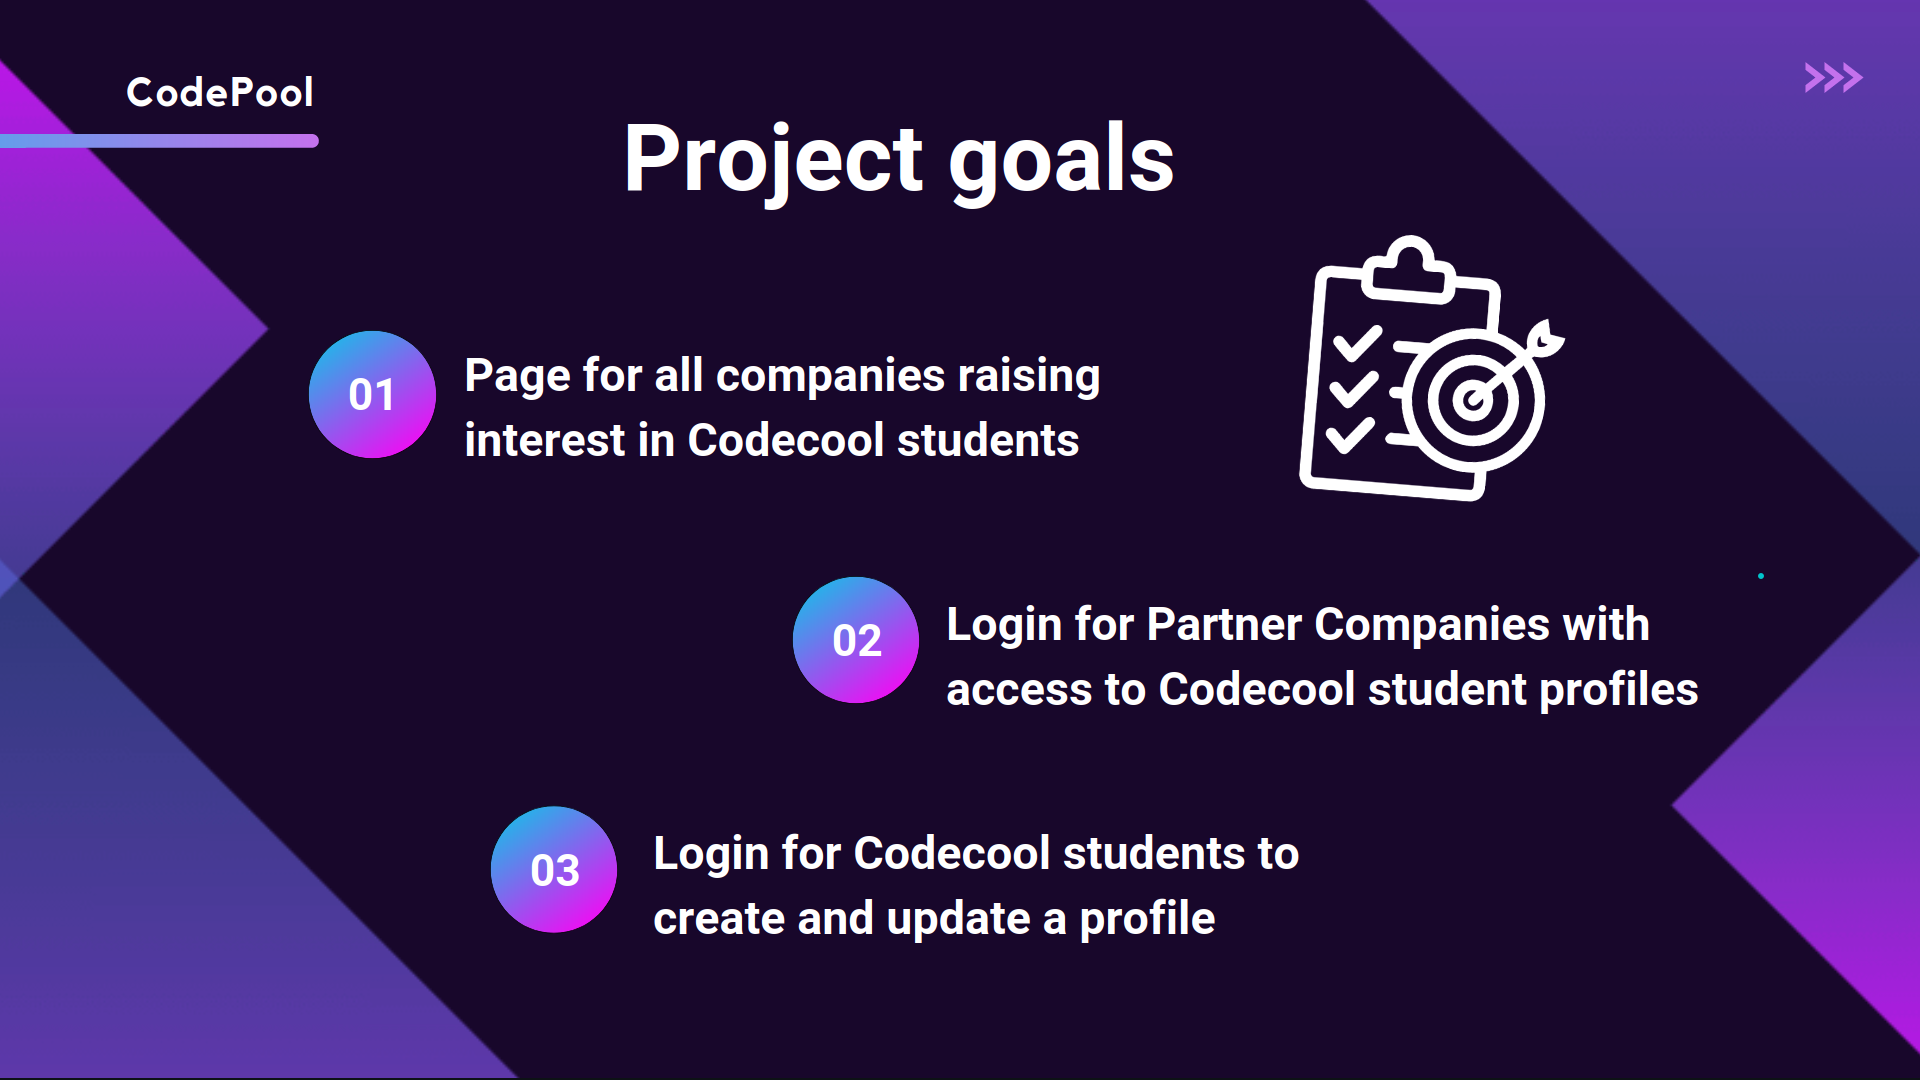 CodePool
Project goals
01
Page for all companies raising
interest in Codecool students
02
Login for Partner Companies with
access to Codecool student profiles
03
Login for Codecool students to
create and update a profile